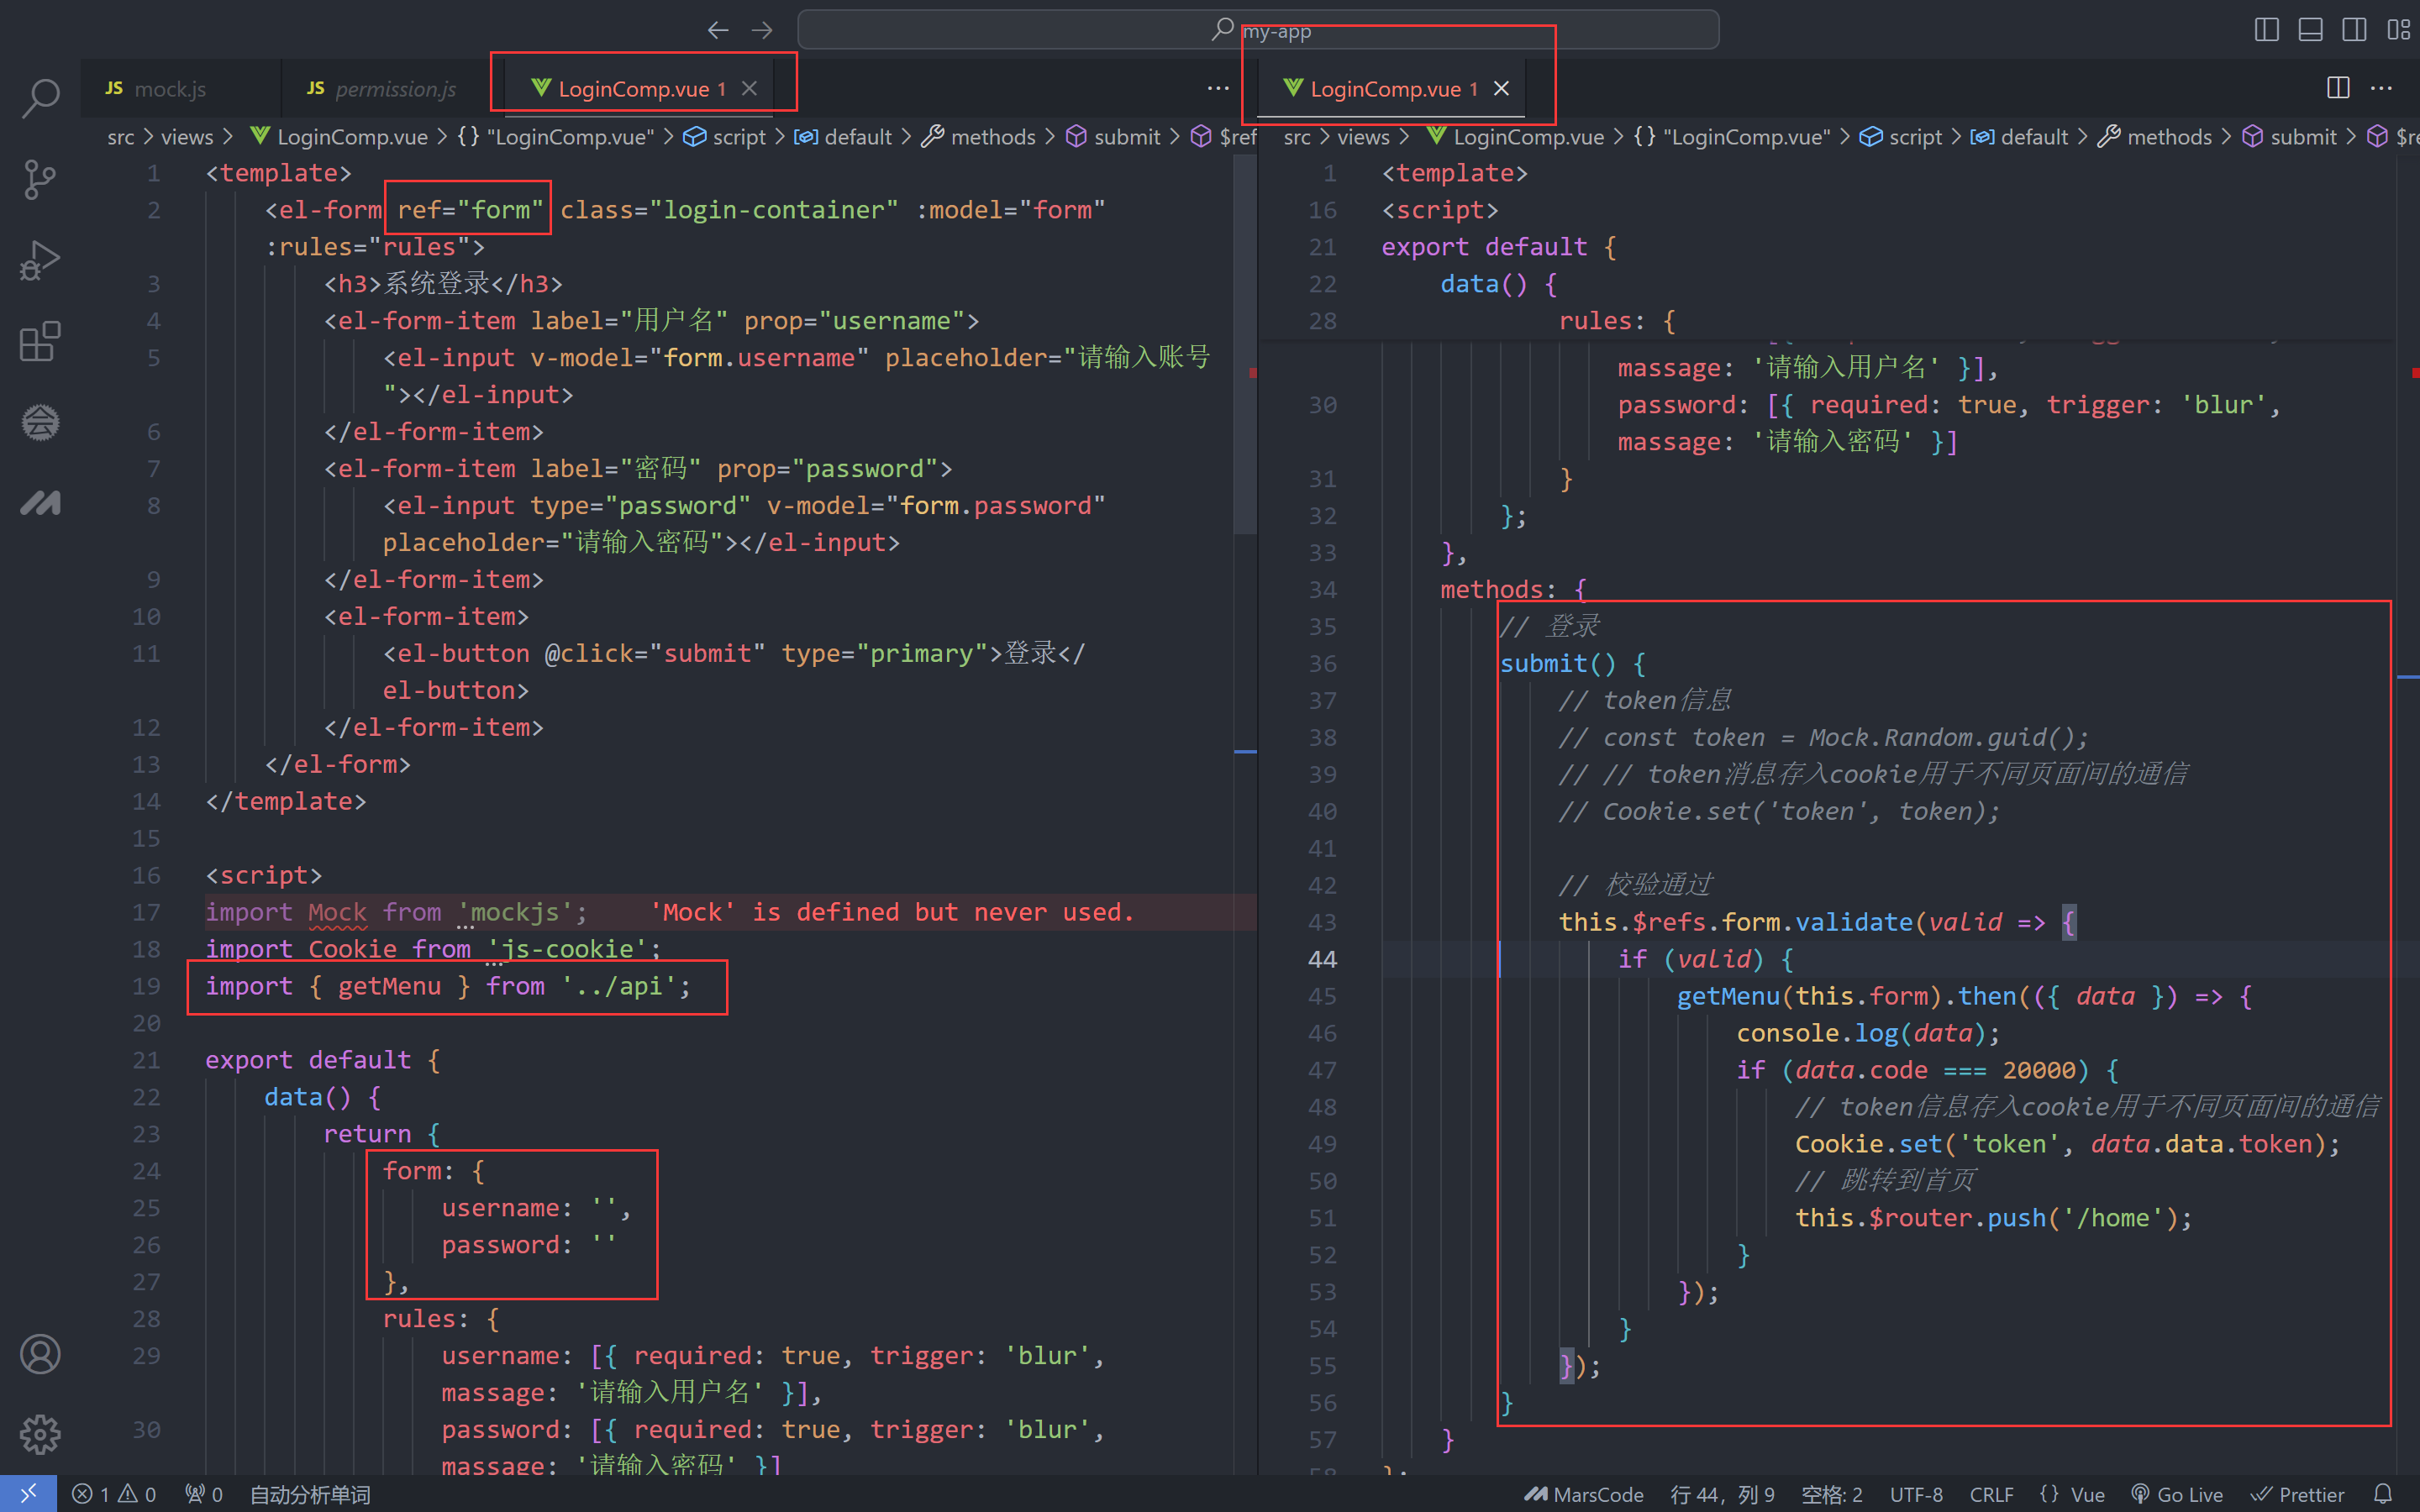 my-app
JS mock.js
JS permission.js
LoginComp.vue 1
src > views > LoginComp.vue > {} "LoginComp.vue" > script > default > methods > submit > $ref
1 <template>
2 <el-form ref="form" class="login-container" :model="form"
:rules="rules">
3 <h3>系统登录</h3>
4 <el-form-item label="用户名" prop="username">
5 <el-input v-model="form.username" placeholder="请输入账号
"></el-input>
6 </el-form-item>
7 <el-form-item label="密码" prop="password">
8 <el-input type="password" v-model="form.password"
placeholder="请输入密码"></el-input>
9 </el-form-item>
10 <el-form-item>
11 <el-button @click="submit" type="primary">登录</
el-button>
12 </el-form-item>
13 </el-form>
14 </template>
15
16 <script>
17 import Mock from 'mockjs'; 'Mock' is defined but never used.
18 import Cookie from 'js-cookie';
19 import { getMenu } from '../api';
20
21 export default {
22 data() {
23 return {
24 form: {
25 username: '',
26 password: ''
27 },
28 rules: {
29 username: [{ required: true, trigger: 'blur',
massage: '请输入用户名' }],
30 password: [{ required: true, trigger: 'blur',
massage: '请输入密码' }]
LoginComp.vue 1
src > views > LoginComp.vue > {} "LoginComp.vue" > script > default > methods > submit > $re
1 <template>
16 <script>
21 export default {
22 data() {
28 rules: {
massage: '请输入用户名' }],
30 password: [{ required: true, trigger: 'blur',
massage: '请输入密码' }]
31 }
32 };
33 },
34 methods: {
35 // 登录
36 submit() {
37 // token信息
38 // const token = Mock.Random.guid();
39 // // token消息存入cookie用于不同页面间的通信
40 // Cookie.set('token', token);
41
42 // 校验通过
43 this.$refs.form.validate(valid => {
44 if (valid) {
45 getMenu(this.form).then(({ data }) => {
46 console.log(data);
47 if (data.code === 20000) {
48 // token信息存入cookie用于不同页面间的通信
49 Cookie.set('token', data.data.token);
50 // 跳转到首页
51 this.$router.push('/home');
52 }
53 });
54 }
55 });
56 }
57 }
会
1 0 0 自动分析单词 MarsCode 行 44，列 9 空格: 2 UTF-8 CRLF {} Vue Go Live Prettier